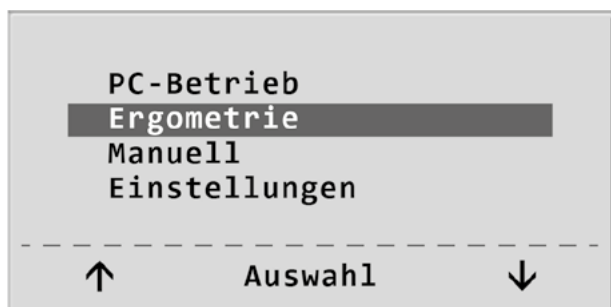 PC-Betrieb
Ergometrie
Manuell
Einstellungen
↑ Auswahl ↓